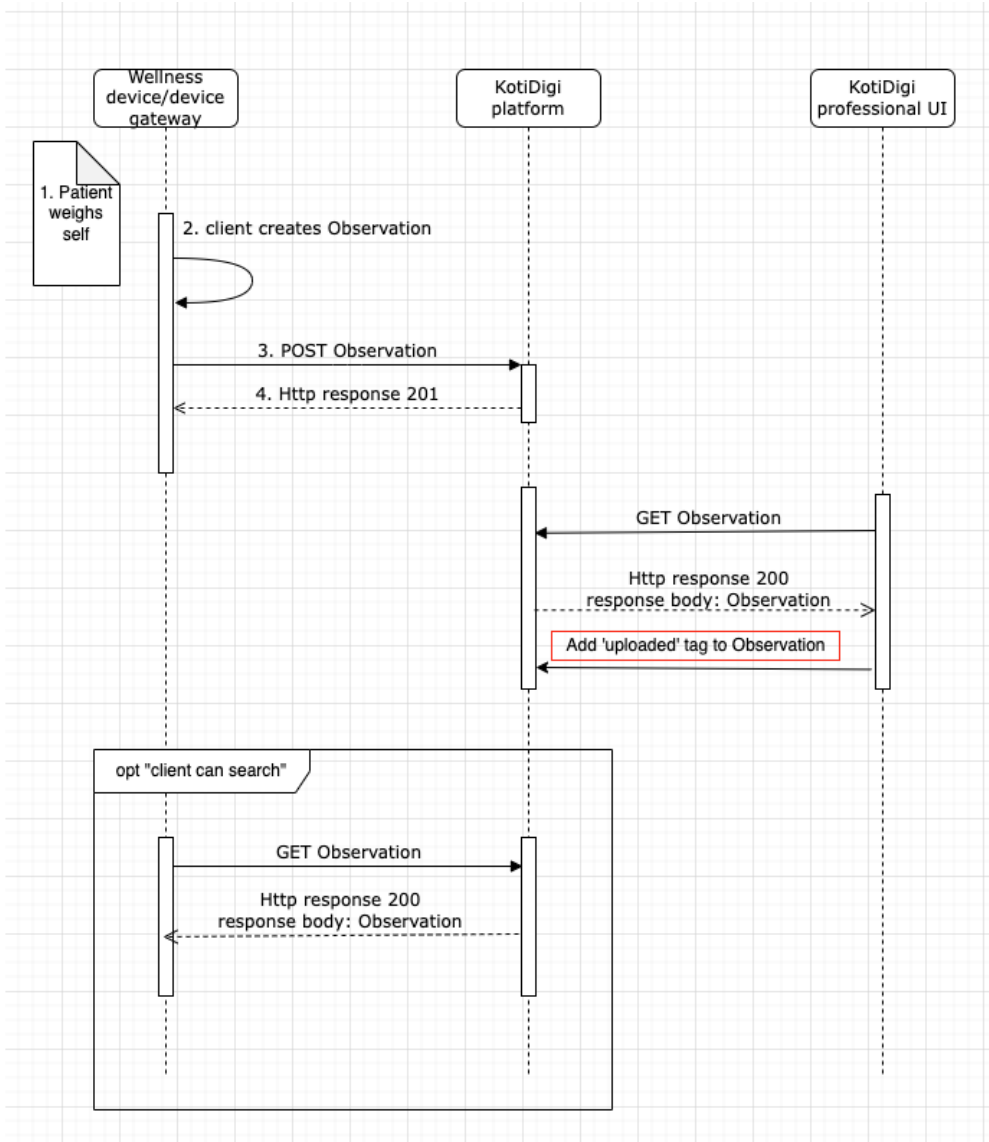 Wellness
device/device
gateway
KotiDigi
platform
KotiDigi
professional UI
1. Patient
weighs
self
2. client creates Observation
3. POST Observation
4. Http response 201
GET Observation
Http response 200
response body: Observation
Add 'uploaded' tag to Observation
opt "client can search"
GET Observation
Http response 200
response body: Observation